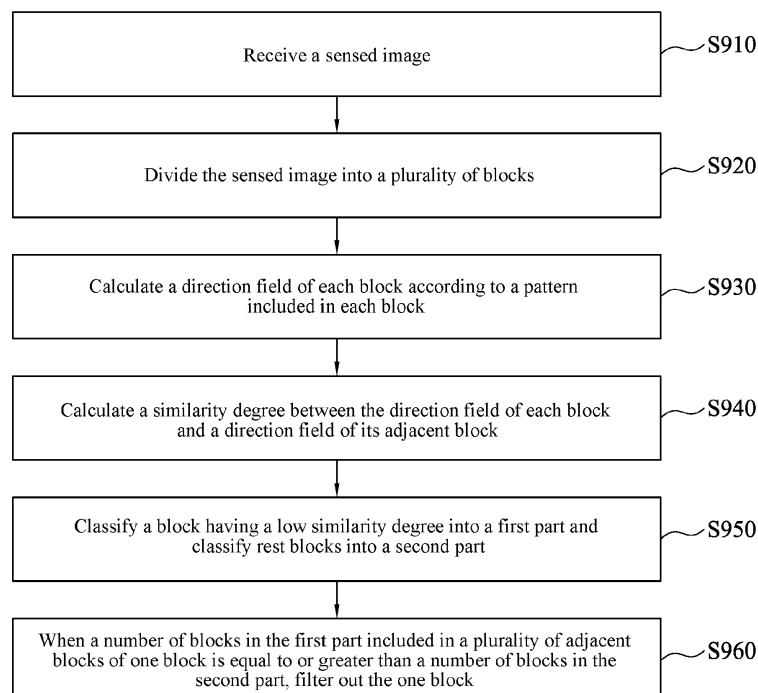 Receive a sensed image
S910
Divide the sensed image into a plurality of blocks
S920
Calculate a direction field of each block according to a pattern
included in each block
S930
Calculate a similarity degree between the direction field of each block
and a direction field of its adjacent block
S940
Classify a block having a low similarity degree into a first part and
classify rest blocks into a second part
S950
When a number of blocks in the first part included in a plurality of adjacent
blocks of one block is equal to or greater than a number of blocks in the
second part, filter out the one block
S960